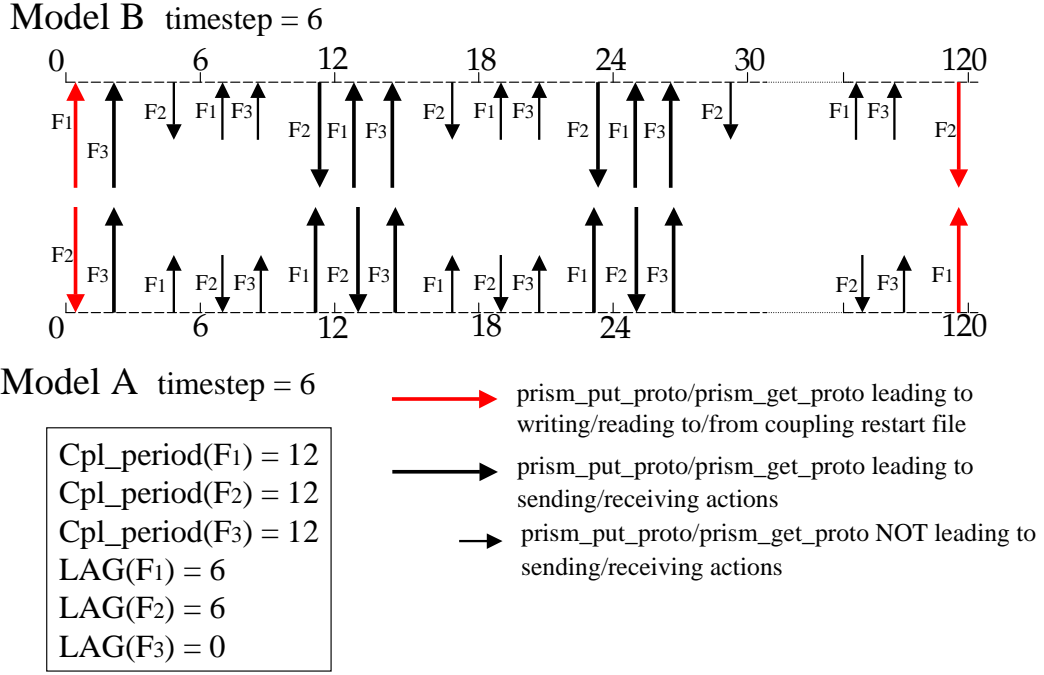 Model B timestep = 6
0 6 12 18 24 30 120
F1 F3 F2 F1 F3 F2 F1 F3 F2 F1 F3 F2 F1 F3 F2 F1 F3 F2
F2 F3 F1 F2 F3 F1 F2 F3 F1 F2 F3 F1 F2 F3 F2 F3 F1
0 6 12 18 24 120
Model A timestep = 6
prism_put_proto/prism_get_proto leading to
writing/reading to/from coupling restart file
prism_put_proto/prism_get_proto leading to
sending/receiving actions
prism_put_proto/prism_get_proto NOT leading to
sending/receiving actions
Cpl_period(F1) = 12
Cpl_period(F2) = 12
Cpl_period(F3) = 12
LAG(F1) = 6
LAG(F2) = 6
LAG(F3) = 0